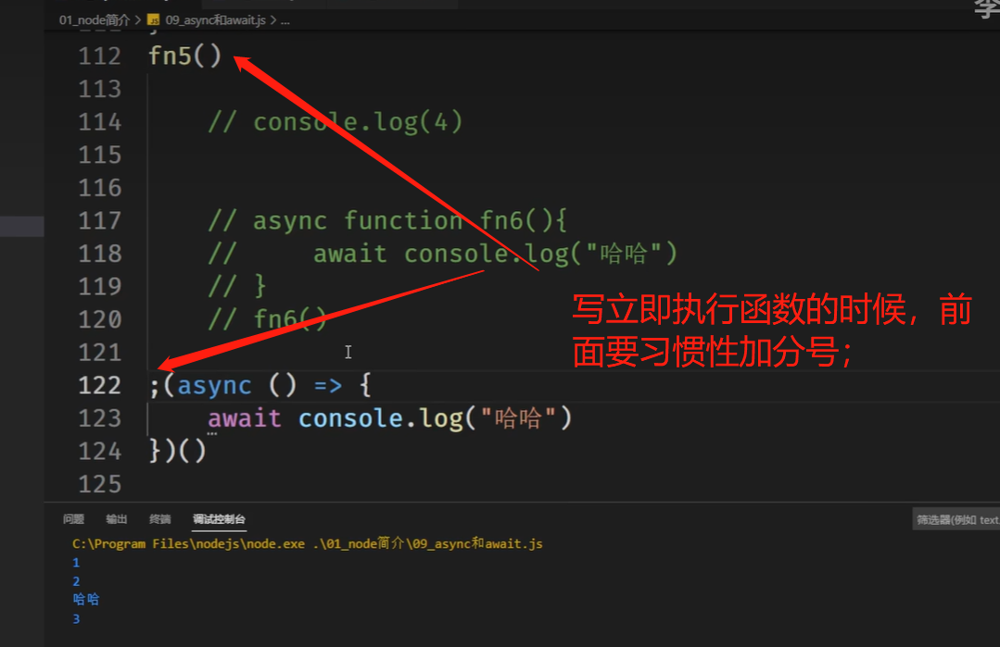 李
01_node简介 > JS 09_async和await.js > ...
112 fn5()
113
114 // console.log(4)
115
116
117 // async function fn6(){
118 // await console.log("哈哈")
119 // }
120 // fn6()
121
写立即执行函数的时候，前
面要习惯性加分号；
122 ;(async () => {
123 await console.log("哈哈")
124 })()
125
问题 输出 终端 调试控制台 筛选器(例如 text
C:\Program Files\nodejs\node.exe .\01_node简介\09_async和await.js
1
2
哈哈
3